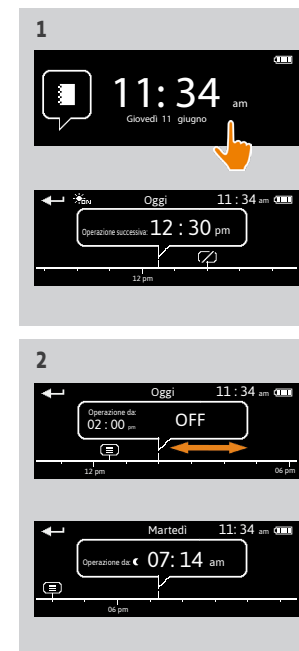 1
11:34 am
Giovedì 11 giugno
Oggi 11:34 am
Operazione successiva: 12:30 pm
12 pm
2
Oggi 11:34 am
Operazione da:
02:00 pm
OFF
12 pm 06 pm
Martedì 11:34 am
Operazione da: 07:14 am
06 pm